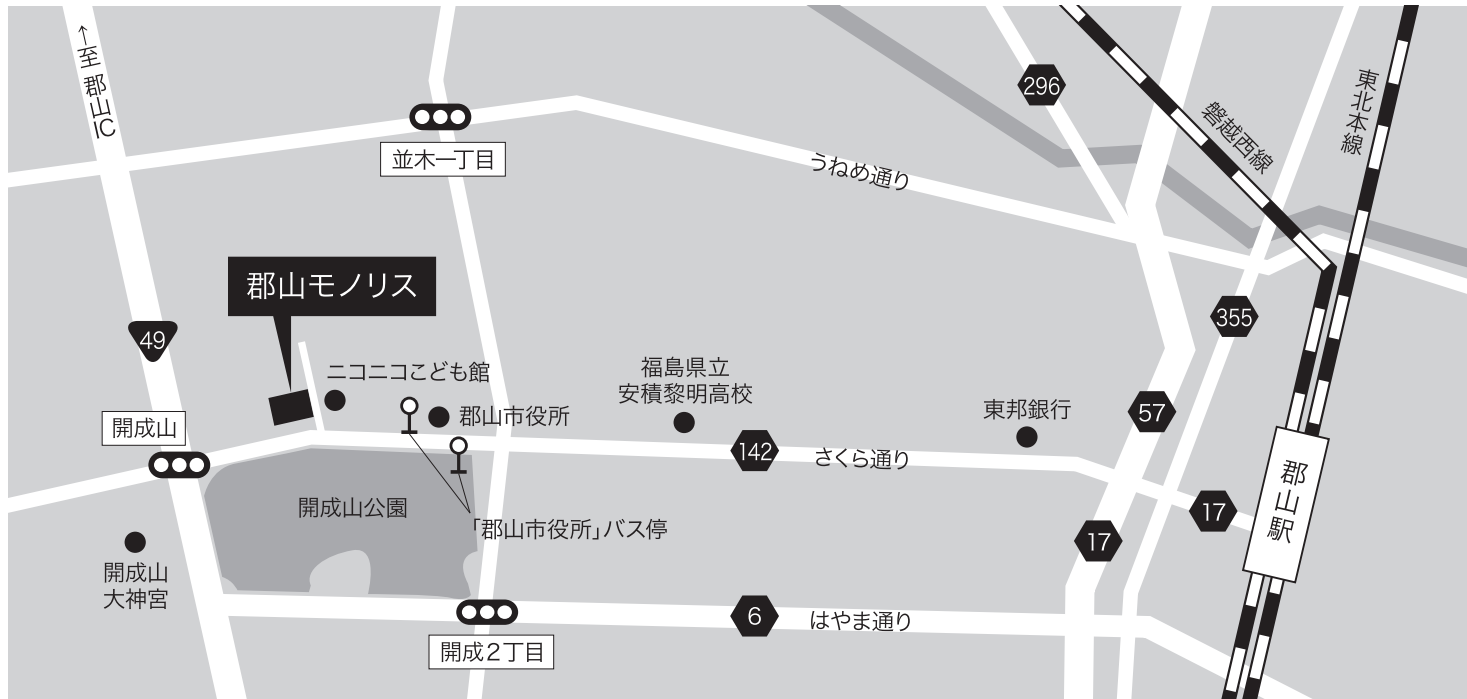 ←至 郡山IC
並木一丁目
296
磐越西線
東北本線
うねめ通り
郡山モノリス
49
ニコニコこども館
355
福島県立
安積黎明高校
開成山
郡山市役所
東邦銀行
57
142
さくら通り
開成山公園
「郡山市役所」バス停
17
17
郡山駅
開成山
大神宮
6
はやま通り
開成2丁目